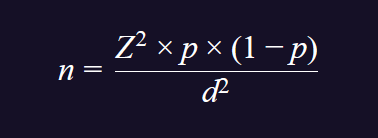 n = Z² × p × (1 − p) / d²